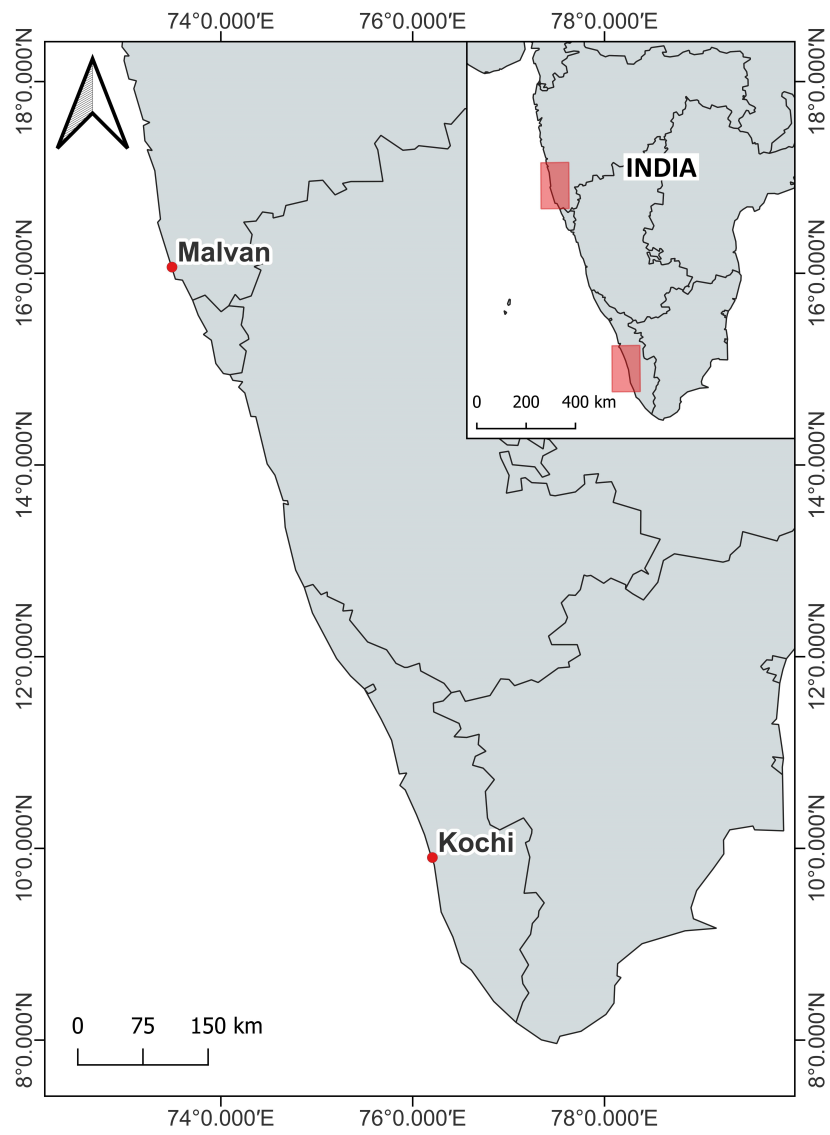 74°0.000′E 76°0.000′E 78°0.000′E
18°0.000′N 18°0.000′N
INDIA
Malvan
16°0.000′N 16°0.000′N
0 200 400 km
14°0.000′N 14°0.000′N
12°0.000′N 12°0.000′N
Kochi
10°0.000′N 10°0.000′N
0 75 150 km
8°0.000′N 8°0.000′N
74°0.000′E 76°0.000′E 78°0.000′E